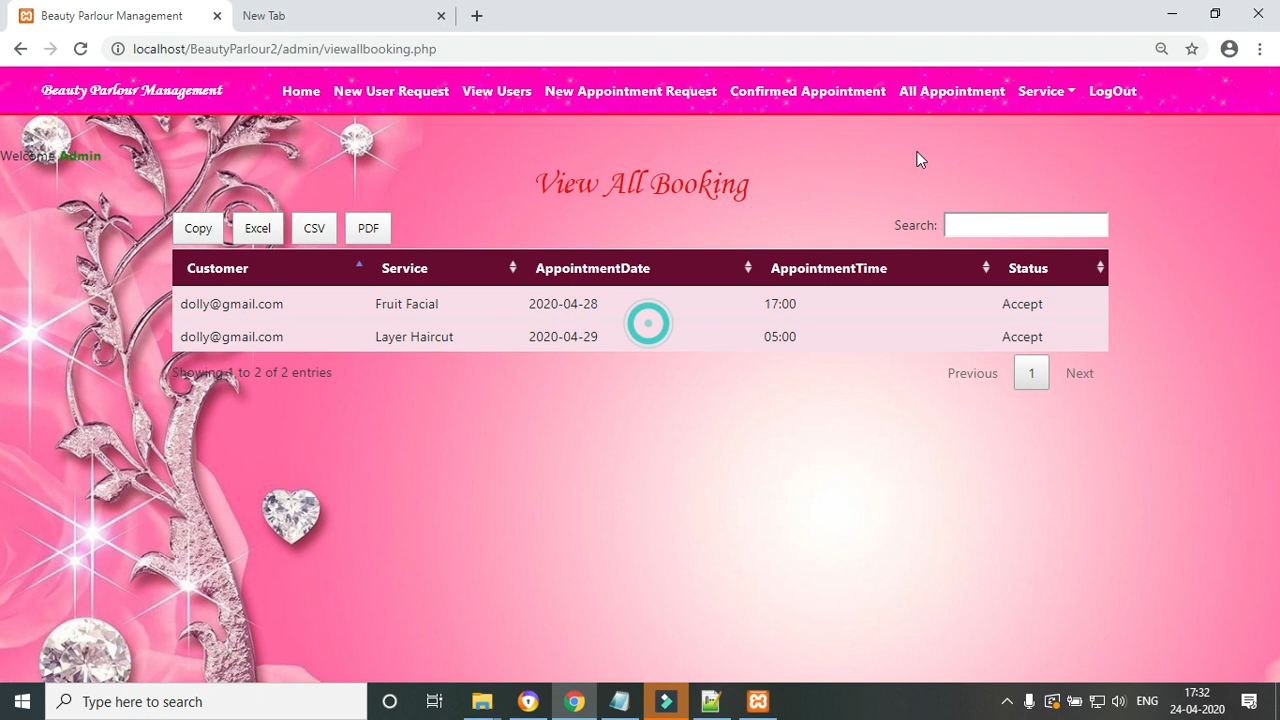 Beauty Parlour Management
New Tab
localhost/BeautyParlour2/admin/viewallbooking.php
Beauty Parlour Management Home New User Request View Users New Appointment Request Confirmed Appointment All Appointment Service LogOut
Welcome Admin
View All Booking
Copy Excel CSV PDF Search:
Customer Service AppointmentDate AppointmentTime Status
dolly@gmail.com Fruit Facial 2020-04-28 17:00 Accept
dolly@gmail.com Layer Haircut 2020-04-29 05:00 Accept
Showing 1 to 2 of 2 entries Previous 1 Next
Type here to search ENG 17:32
24-04-2020